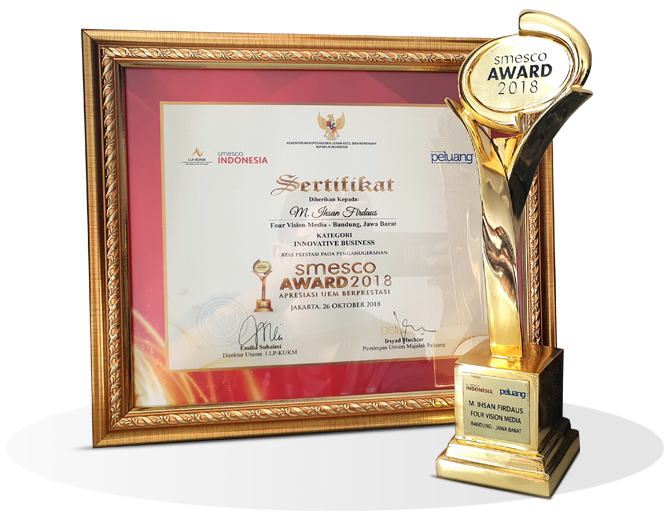 KEMENTERIAN KOPERASI DAN USAHA KECIL DAN MENENGAH
REPUBLIK INDONESIA
LLP-KUKM
smesco
INDONESIA
peluang
Sertifikat
Diberikan Kepada:
M. Ihsan Firdaus
Four Vision Media - Bandung, Jawa Barat
KATEGORI
INNOVATIVE BUSINESS
ATAS PRESTASI PADA PENGANUGERAHAN
smesco
AWARD2018
APRESIASI UKM BERPRESTASI
JAKARTA, 26 OKTOBER 2018
Emilia Suhaimi
Direktur Utama LLP-KUKM
peluang
Irsyad Muchtar
Pemimpin Umum Majalah Peluang
smesco
AWARD
2018
INDONESIA
peluang
M. IHSAN FIRDAUS
FOUR VISION MEDIA
BANDUNG - JAWA BARAT